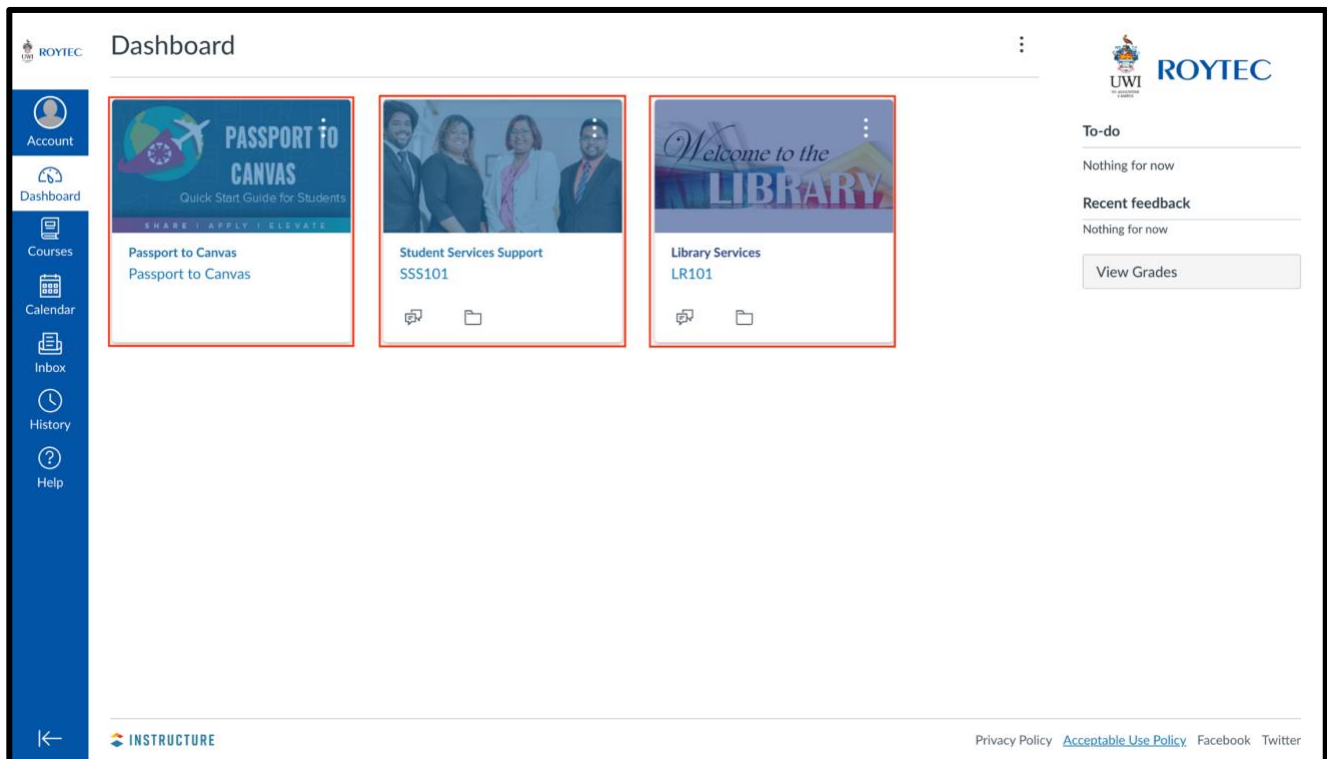 UWI ROYTEC
Account
Dashboard
Courses
Calendar
Inbox
History
Help
Dashboard
PASSPORT TO
CANVAS
Quick Start Guide for Students
SHARE | APPLY | ELEVATE
Passport to Canvas
Passport to Canvas
Student Services Support
SSS101
Welcome to the
LIBRARY
Library Services
LR101
UWI
ROYTEC
To-do
Nothing for now
Recent feedback
Nothing for now
View Grades
INSTRUCTURE
Privacy Policy Acceptable Use Policy Facebook Twitter